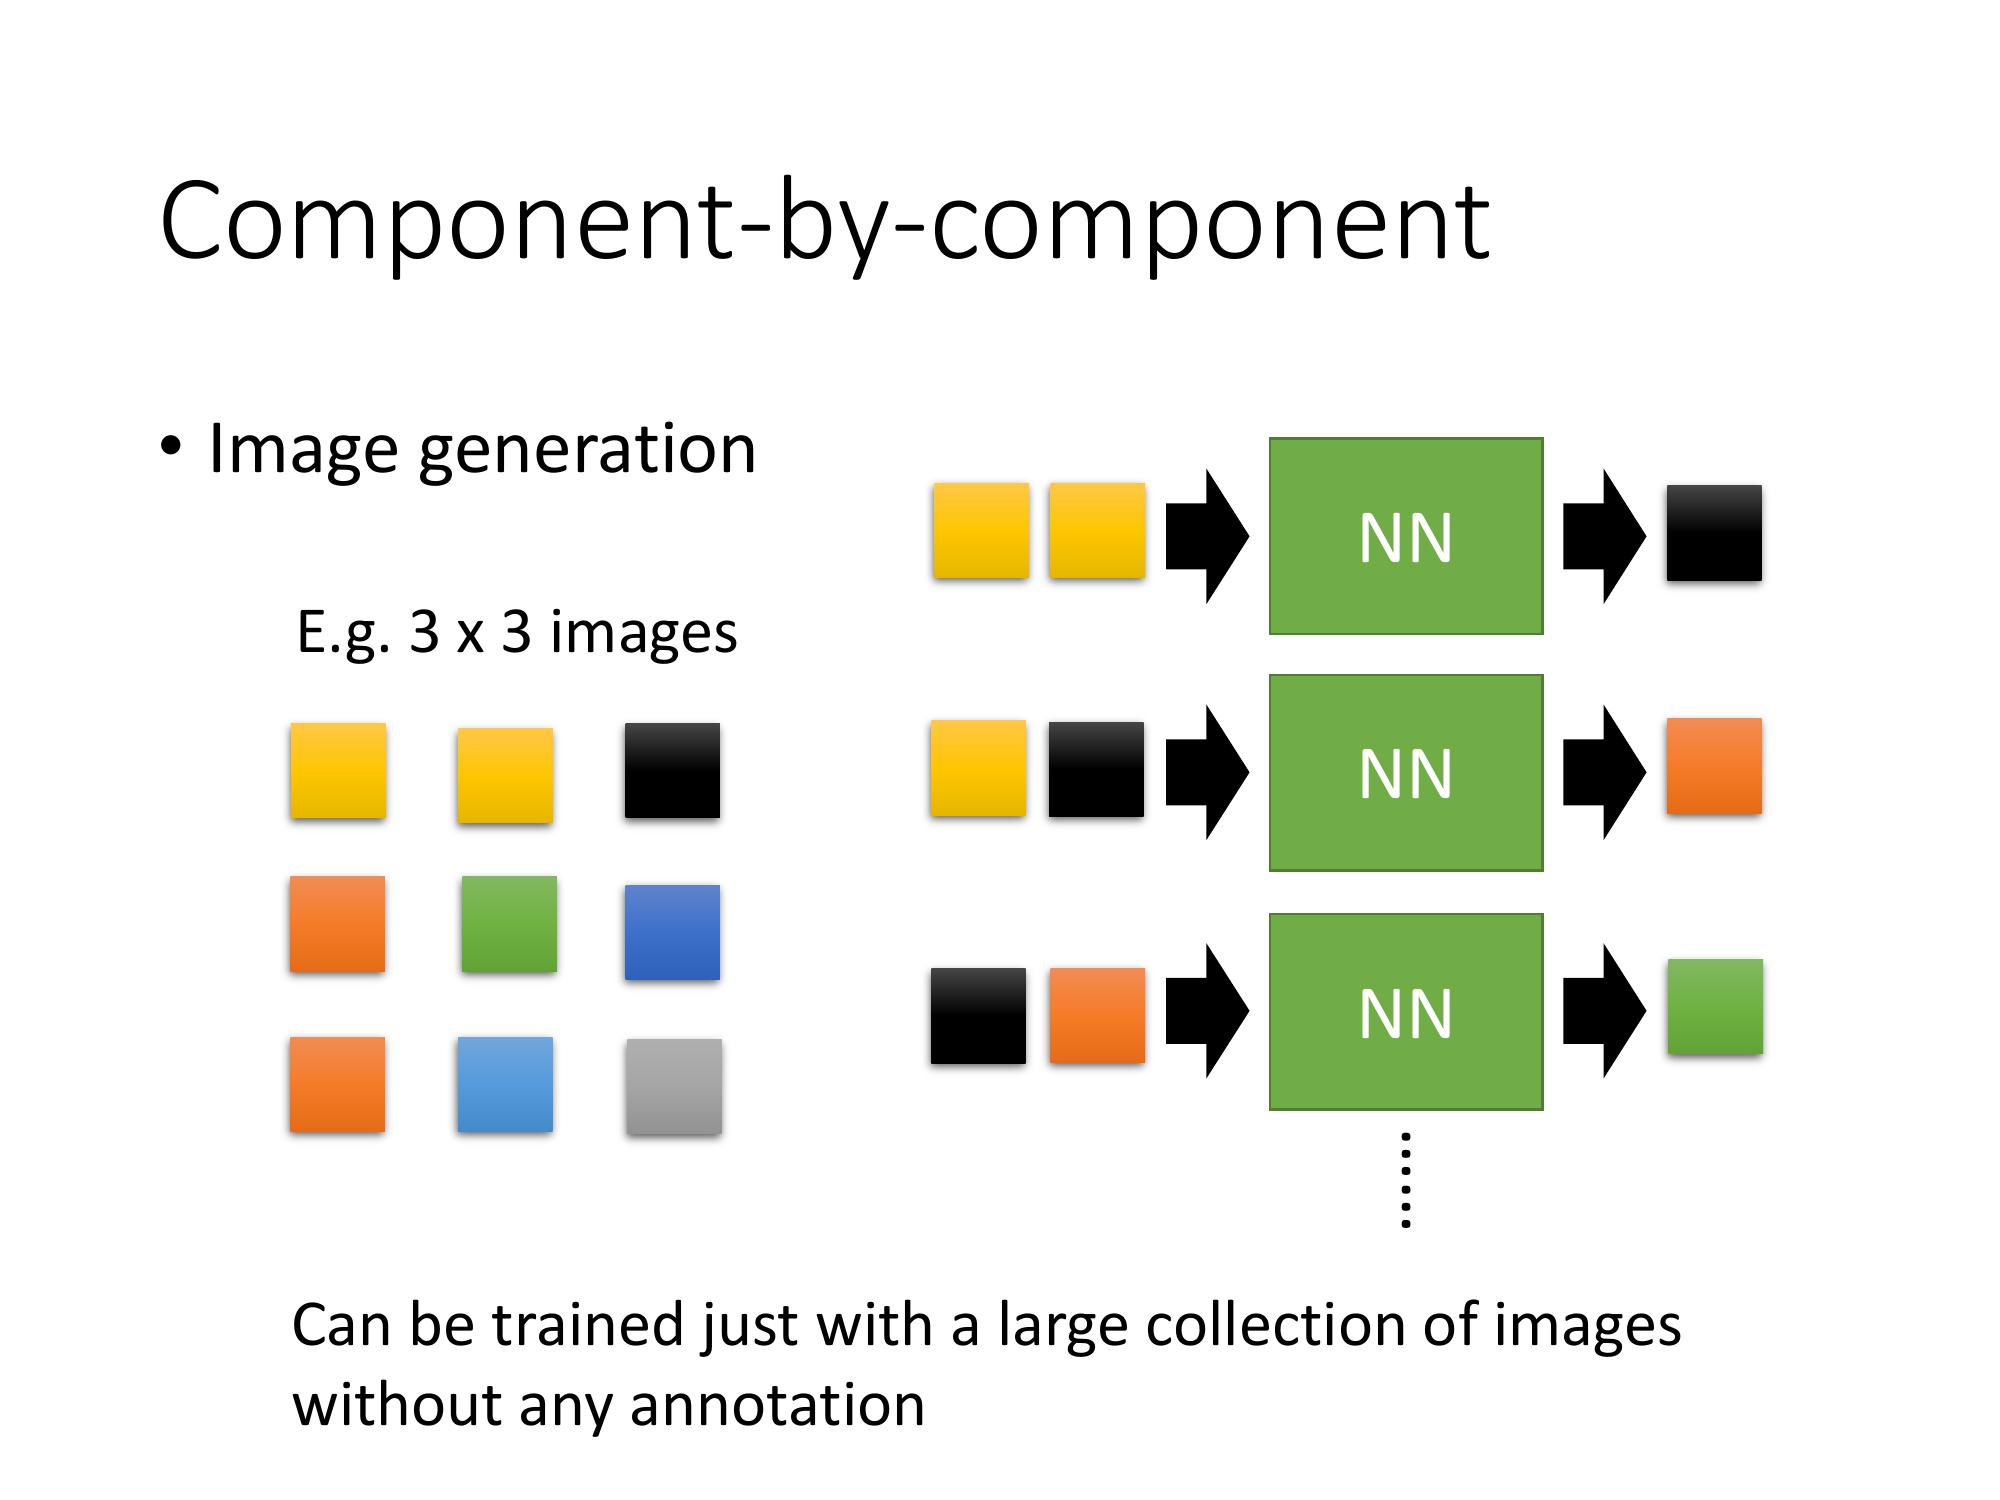 Component-by-component
• Image generation
E.g. 3 x 3 images
NN
NN
NN
Can be trained just with a large collection of images
without any annotation